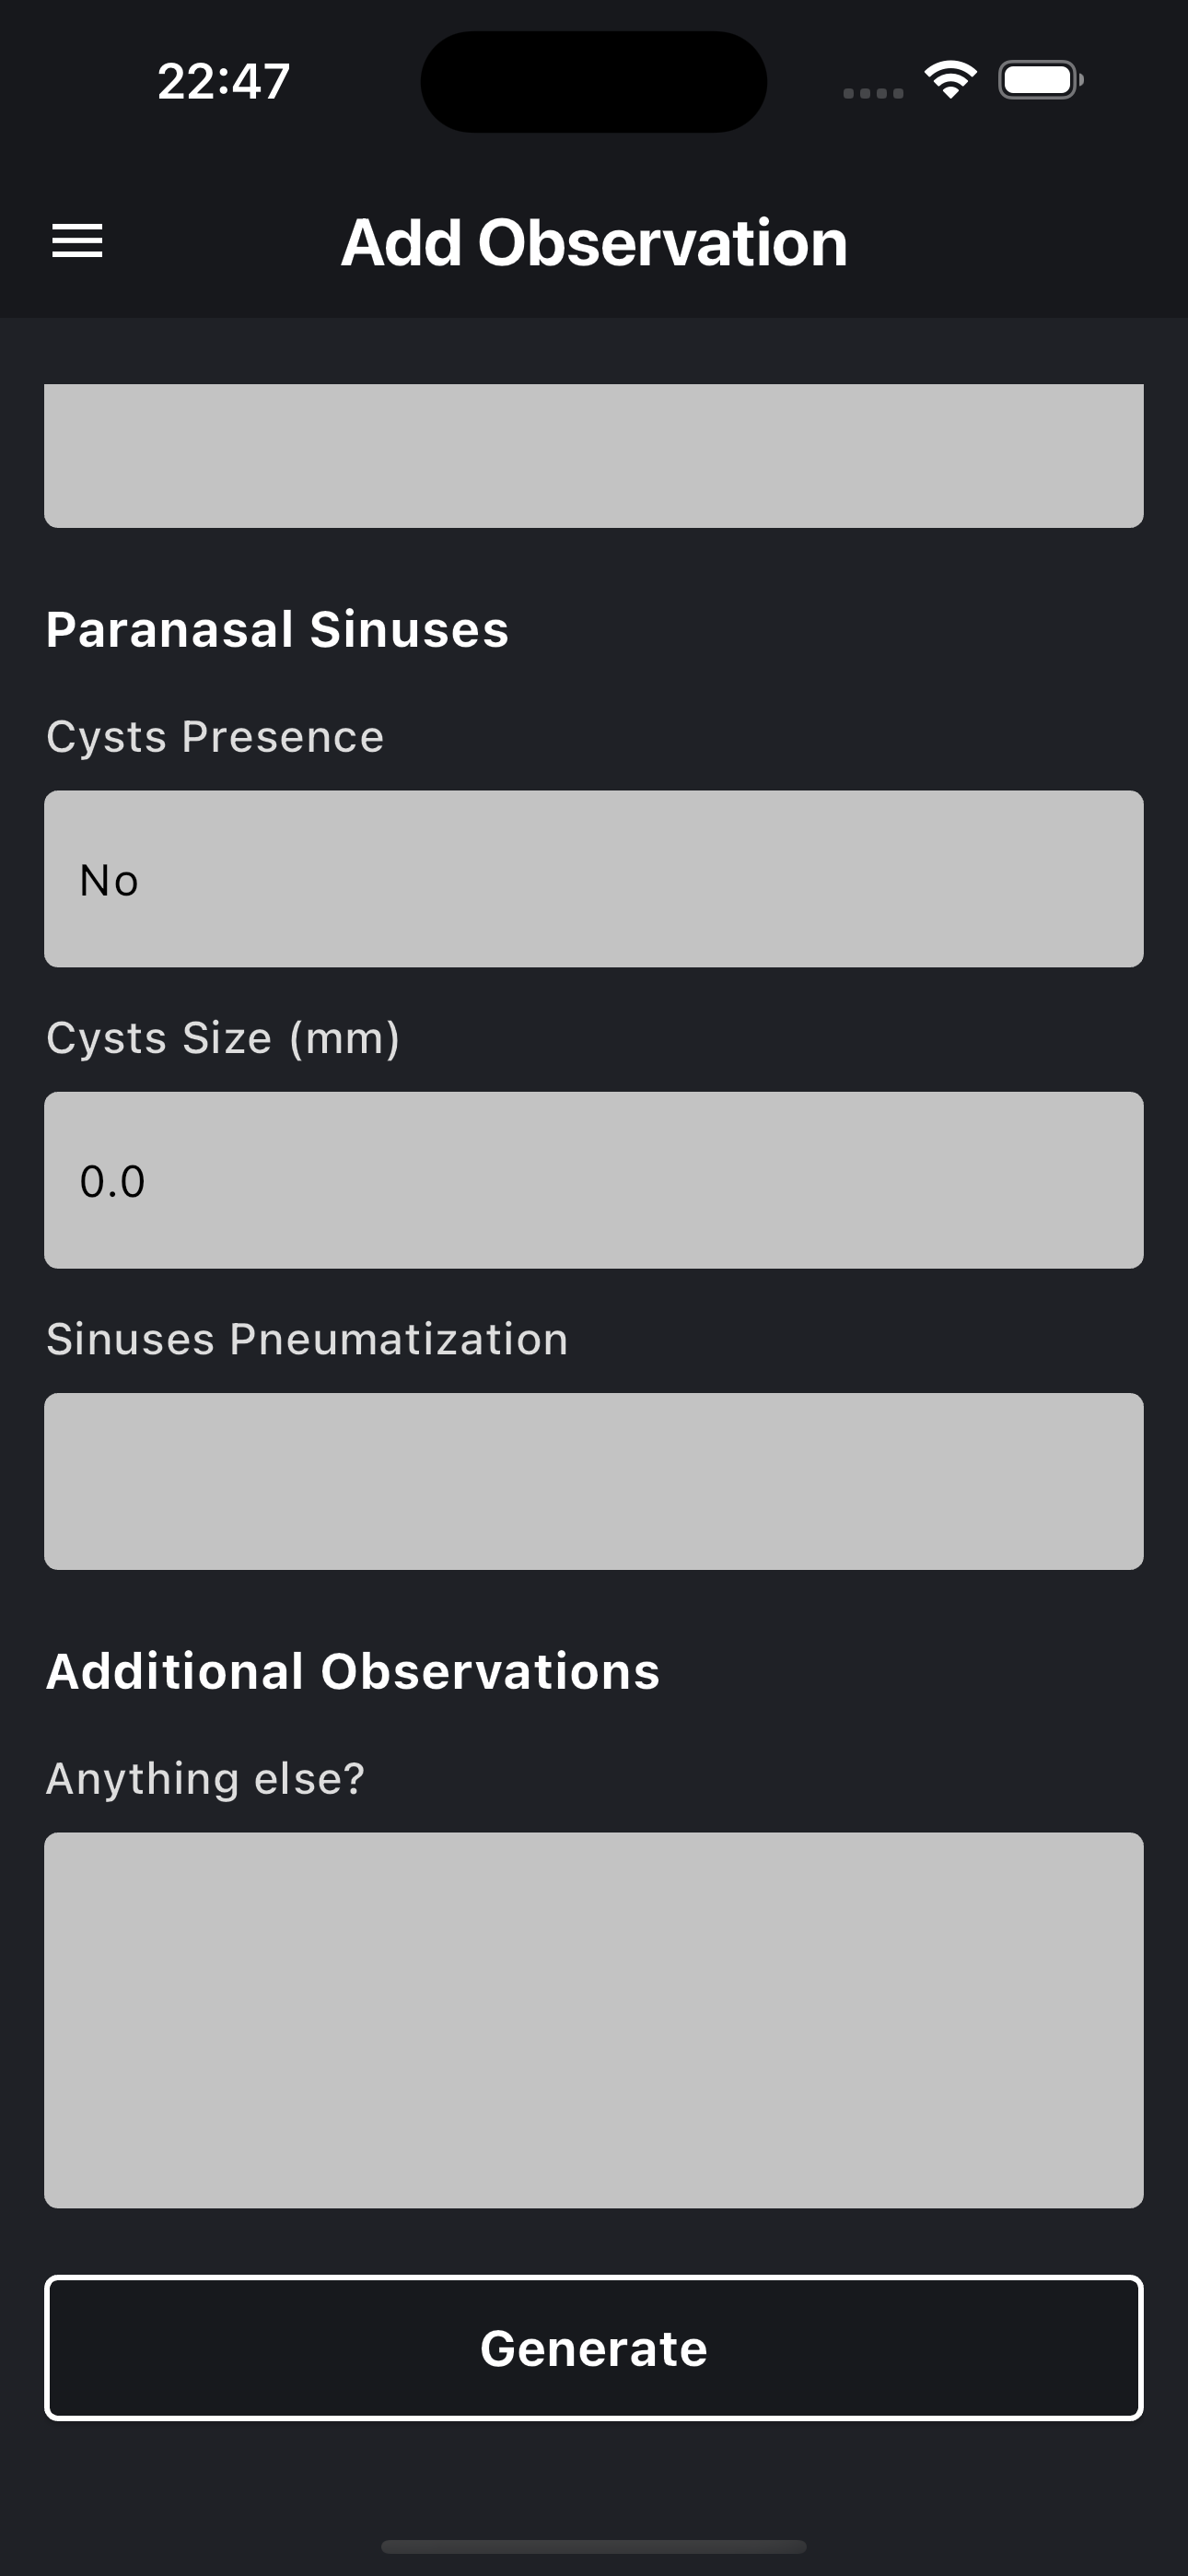 22:47
Add Observation
Paranasal Sinuses
Cysts Presence
No
Cysts Size (mm)
0.0
Sinuses Pneumatization
Additional Observations
Anything else?
Generate